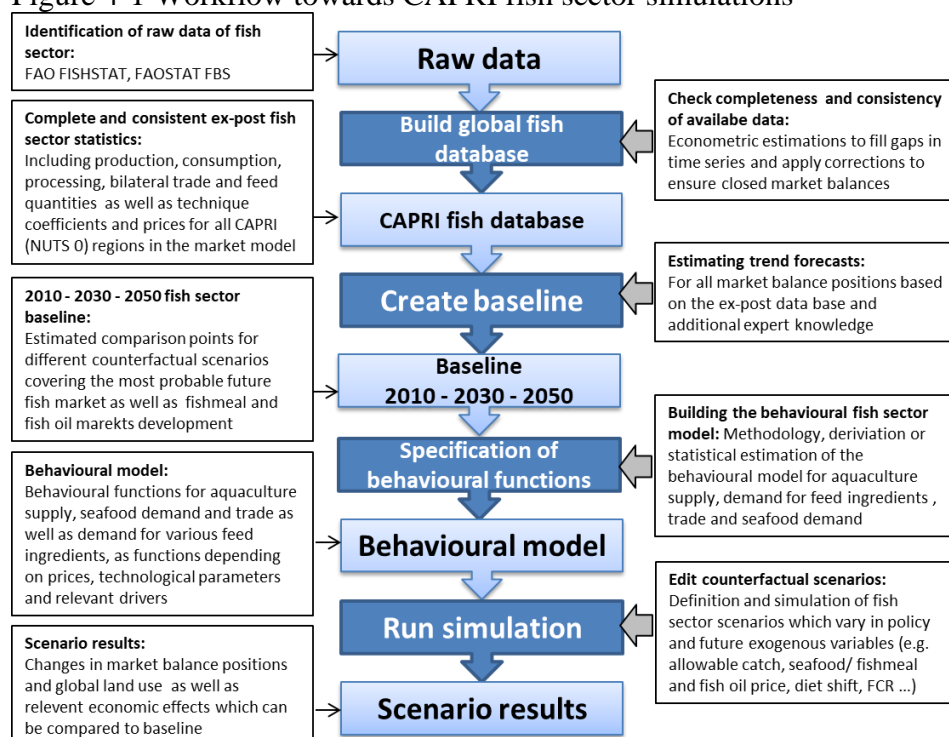 Figure 4-1 Workflow towards CAPRI fish sector simulations
Identification of raw data of fish
sector:
FAO FISHSTAT, FAOSTAT FBS
Raw data
Complete and consistent ex-post fish
sector statistics:
Including production, consumption,
processing, bilateral trade and feed
quantities as well as technique
coefficients and prices for all CAPRI
(NUTS 0) regions in the market model
Build global fish
database
Check completeness and consistency
of availabe data:
Econometric estimations to fill gaps in
time series and apply corrections to
ensure closed market balances
CAPRI fish database
2010 - 2030 - 2050 fish sector
baseline:
Estimated comparison points for
different counterfactual scenarios
covering the most probable future
fish market as well as fishmeal and
fish oil marekts development
Create baseline
Estimating trend forecasts:
For all market balance positions based
on the ex-post data base and
additional expert knowledge
Baseline
2010 - 2030 - 2050
Behavioural model:
Behavioural functions for aquaculture
supply, seafood demand and trade as
well as demand for various feed
ingredients, as functions depending
on prices, technological parameters
and relevant drivers
Specification of
behavioural functions
Building the behavioural fish sector
model: Methodology, deriviation or
statistical estimation of the
behavioural model for aquaculture
supply, demand for feed ingredients ,
trade and seafood demand
Behavioural model
Scenario results:
Changes in market balance positions
and global land use as well as
relevent economic effects which can
be compared to baseline
Run simulation
Edit counterfactual scenarios:
Definition and simulation of fish
sector scenarios which vary in policy
and future exogenous variables (e.g.
allowable catch, seafood/ fishmeal
and fish oil price, diet shift, FCR ...)
Scenario results